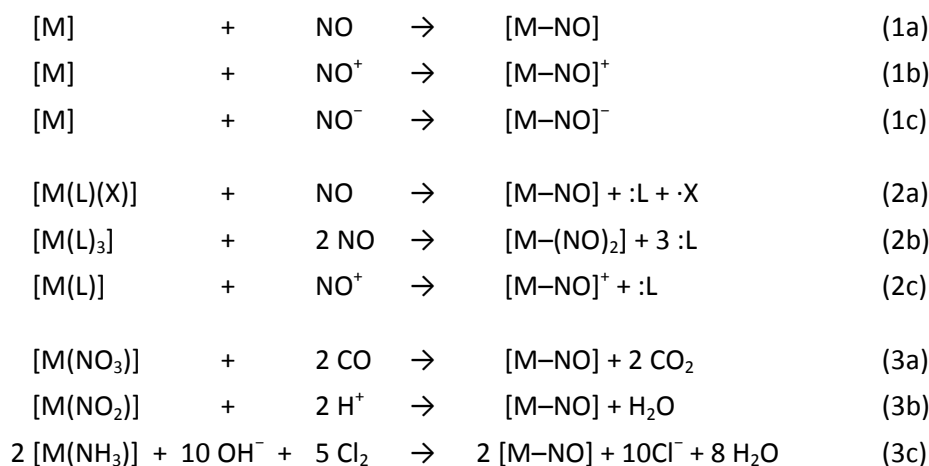 [M] + NO → [M–NO] (1a)
[M] + NO⁺ → [M–NO]⁺ (1b)
[M] + NO⁻ → [M–NO]⁻ (1c)
[M(L)(X)] + NO → [M–NO] + :L + ·X (2a)
[M(L)₃] + 2 NO → [M–(NO)₂] + 3 :L (2b)
[M(L)] + NO⁺ → [M–NO]⁺ + :L (2c)
[M(NO₃)] + 2 CO → [M–NO] + 2 CO₂ (3a)
[M(NO₂)] + 2 H⁺ → [M–NO] + H₂O (3b)
2 [M(NH₃)] + 10 OH⁻ + 5 Cl₂ → 2 [M–NO] + 10Cl⁻ + 8 H₂O (3c)